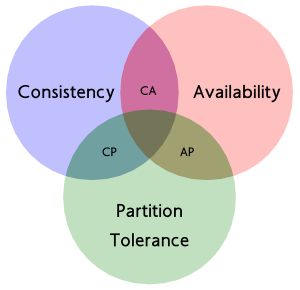 Consistency
CA
Availability
CP
AP
Partition
Tolerance